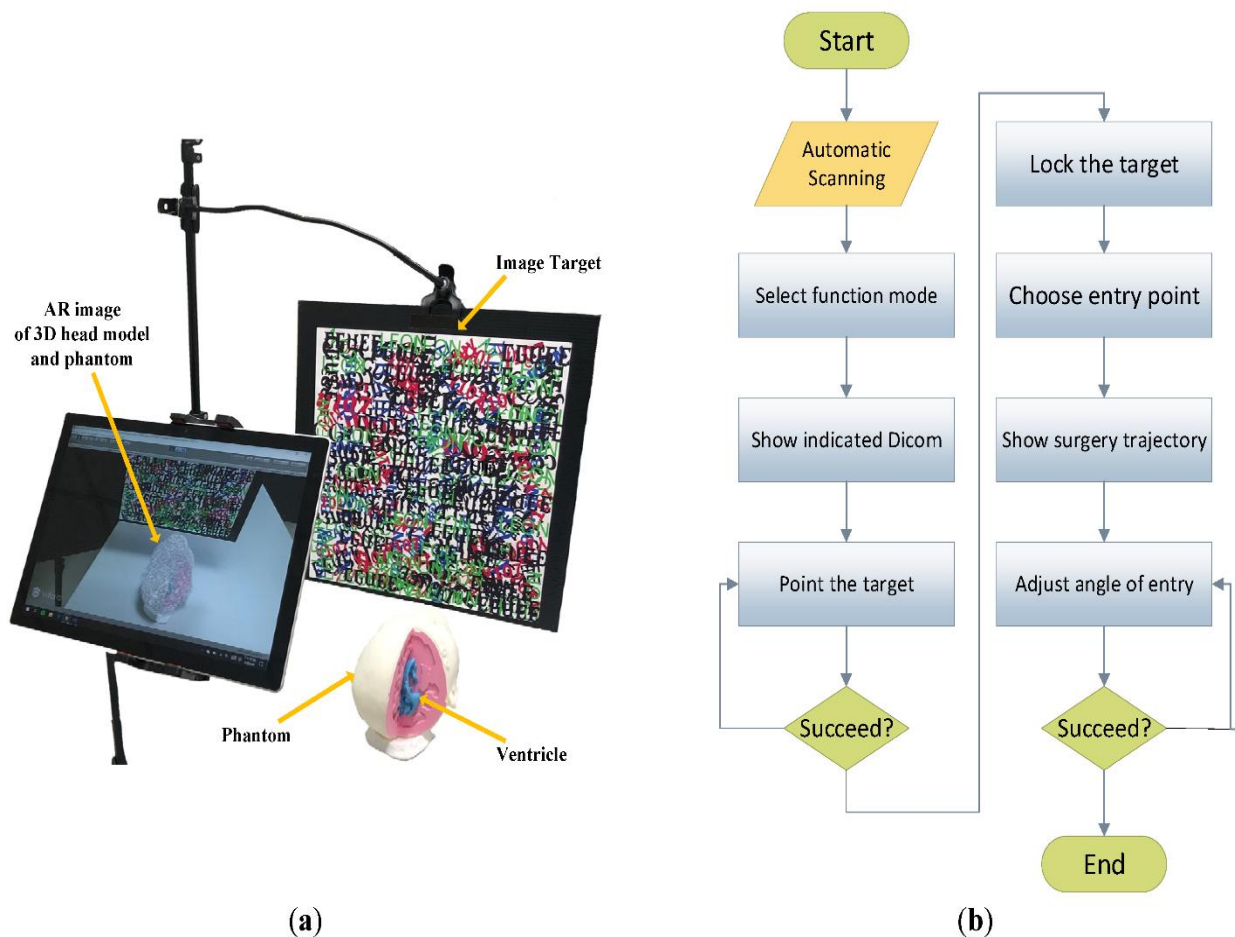 Image Target
AR image
of 3D head model
and phantom
Phantom
Ventricle
(a)
Start
Automatic
Scanning
Select function mode
Show indicated Dicom
Point the target
Succeed?
Lock the target
Choose entry point
Show surgery trajectory
Adjust angle of entry
Succeed?
End
(b)